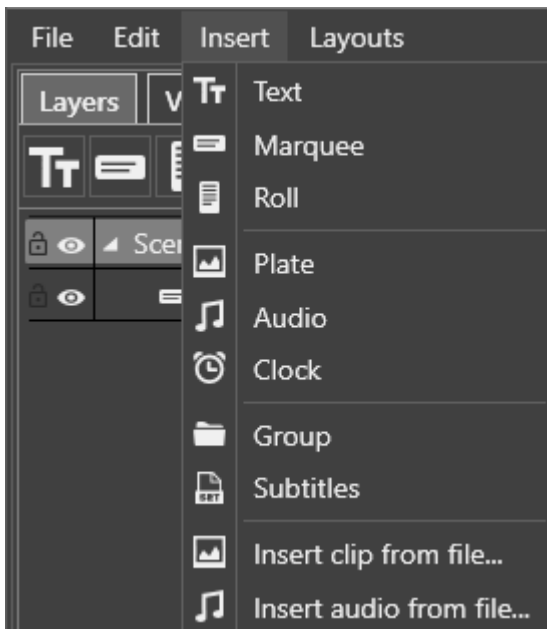 File Edit Insert Layouts
Layers V
Text
Marquee
Roll
Plate
Audio
Clock
Group
Subtitles
Insert clip from file...
Insert audio from file...